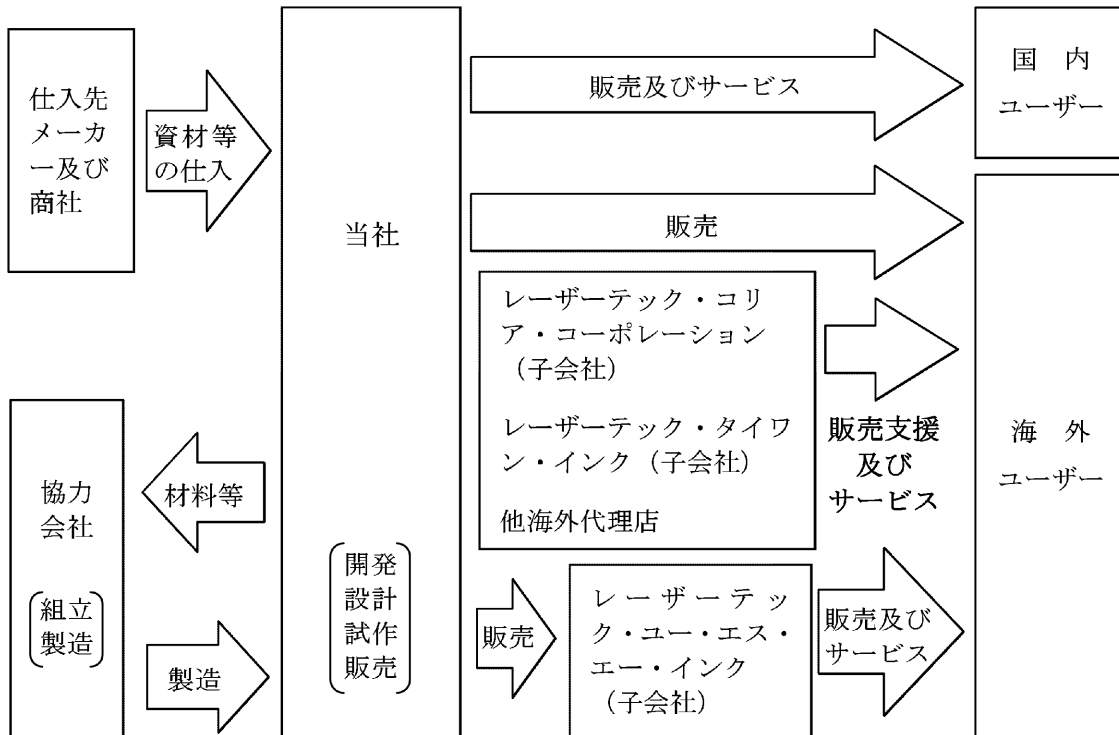 仕入先
メーカ
ー及び
商社
資材等
の仕入
当社
開発
設計
試作
販売
協力
会社
組立
製造
材料等
製造
販売及びサービス
販売
レーザーテック・コリ
ア・コーポレーション
(子会社)
レーザーテック・タイワ
ン・インク(子会社)
他海外代理店
販売支援
及び
サービス
販売
レーザーテッ
ク・ユー・エス・
エー・インク
(子会社)
販売及び
サービス
国 内
ユーザー
海 外
ユーザー